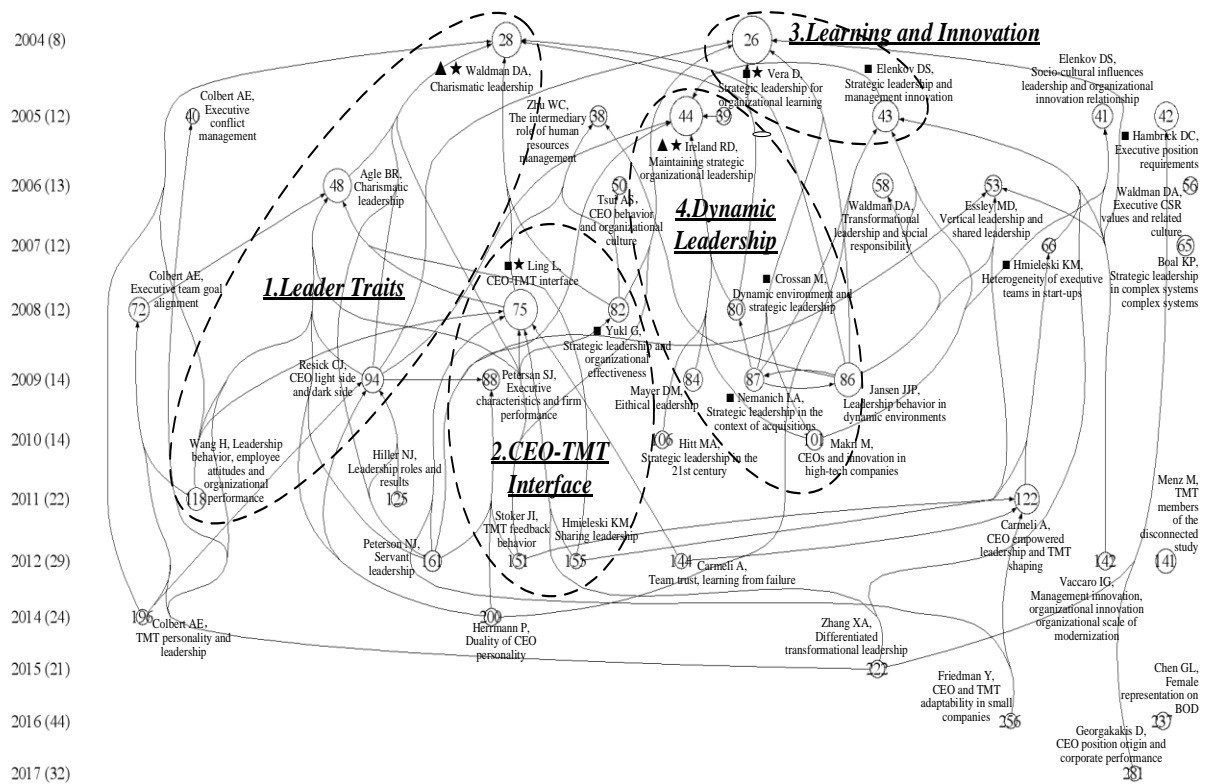 2004 (8)
28
26
3.Learning and Innovation
▲★ Waldman DA,
Charismatic leadership
■★ Vera D,
Strategic leadership for
organizational learning
■ Elenkov DS,
Strategic leadership and
management innovation
Elenkov DS,
Socio-cultural influences
leadership and organizational
innovation relationship
2005 (12)
40
Colbert AE,
Executive
conflict
management
Zhu WC,
The intermediary
role of human
resources
management
38
44
39
43
41
42
▲★ Ireland RD,
Maintaining strategic
organizational leadership
■ Hambrick DC,
Executive position
requirements
2006 (13)
48
Agle BR,
Charismatic
leadership
50
Tsui AS,
CEO behavior
and organizational
culture
58
Waldman DA,
Transformational
leadership and social
responsibility
53
Essley MD,
Vertical leadership and
shared leadership
56
Waldman DA,
Executive CSR
values and related
culture
4.Dynamic
Leadership
2007 (12)
66
■ Hmieleski KM,
Heterogeneity of executive
teams in start-ups
65
Boal KP,
Strategic leadership
in complex systems
complex systems
1.Leader Traits
■★ Ling L,
CEO-TMT interface
■ Crossan M,
Dynamic environment and
strategic leadership
2008 (12)
Colbert AE,
Executive team goal
alignment
72
75
82
80
■ Yukl G,
Strategic leadership and
organizational
effectiveness
2009 (14)
Resick CJ,
CEO light side
and dark side
94
88
Petersan SJ,
Executive
characteristics and firm
performance
84
Mayer DM,
Eithical leadership
87
■ Nemanich LA,
Strategic leadership in the
context of acquisitions
86
Jansen JJP,
Leadership behavior in
dynamic environments
2010 (14)
106
Hitt MA,
Strategic leadership in the
21st century
101
Makri M,
CEOs and innovation in
high-tech companies
2.CEO-TMT
Interface
2011 (22)
Wang H, Leadership
behavior, employee
attitudes and
organizational
performance
118
Hiller NJ,
Leadership roles and
results
125
122
Carmeli A,
CEO empowered
leadership and TMT
shaping
Menz M,
TMT
members
of the
disconnected
study
2012 (29)
Peterson NJ,
Servant
leadership
161
Stoker JI,
TMT feedback
behavior
151
Hmieleski KM,
Sharing leadership
155
144
Carmeli A,
Team trust, learning from failure
142
141
Vaccaro IG,
Management innovation,
organizational innovation
organizational scale of
modernization
2014 (24)
196
Colbert AE,
TMT personality and
leadership
200
Herrmann P,
Duality of CEO
personality
Zhang XA,
Differentiated
transformational leadership
2015 (21)
222
Friedman Y,
CEO and TMT
adaptability in small
companies
Chen GL,
Female
representation on
BOD
2016 (44)
256
237
Georgakakis D,
CEO position origin and
corporate performance
2017 (32)
281